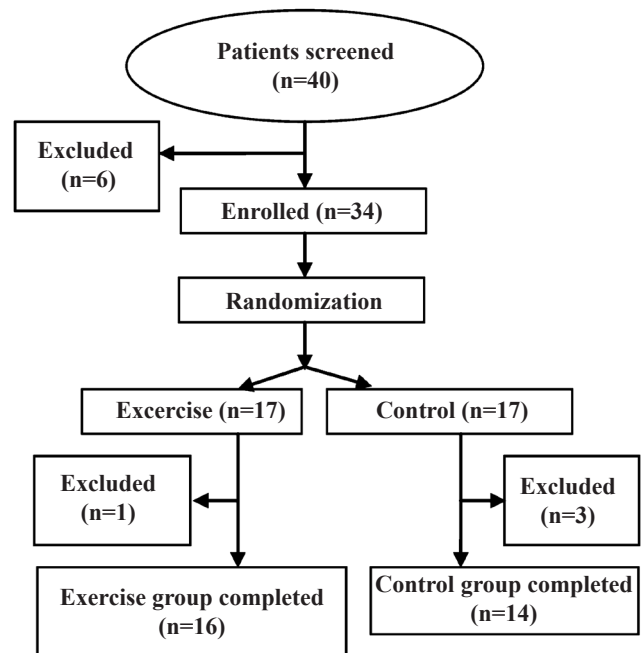 Patients screened
(n=40)
Excluded
(n=6)
Enrolled (n=34)
Randomization
Excercise (n=17)
Control (n=17)
Excluded
(n=1)
Excluded
(n=3)
Exercise group completed
(n=16)
Control group completed
(n=14)